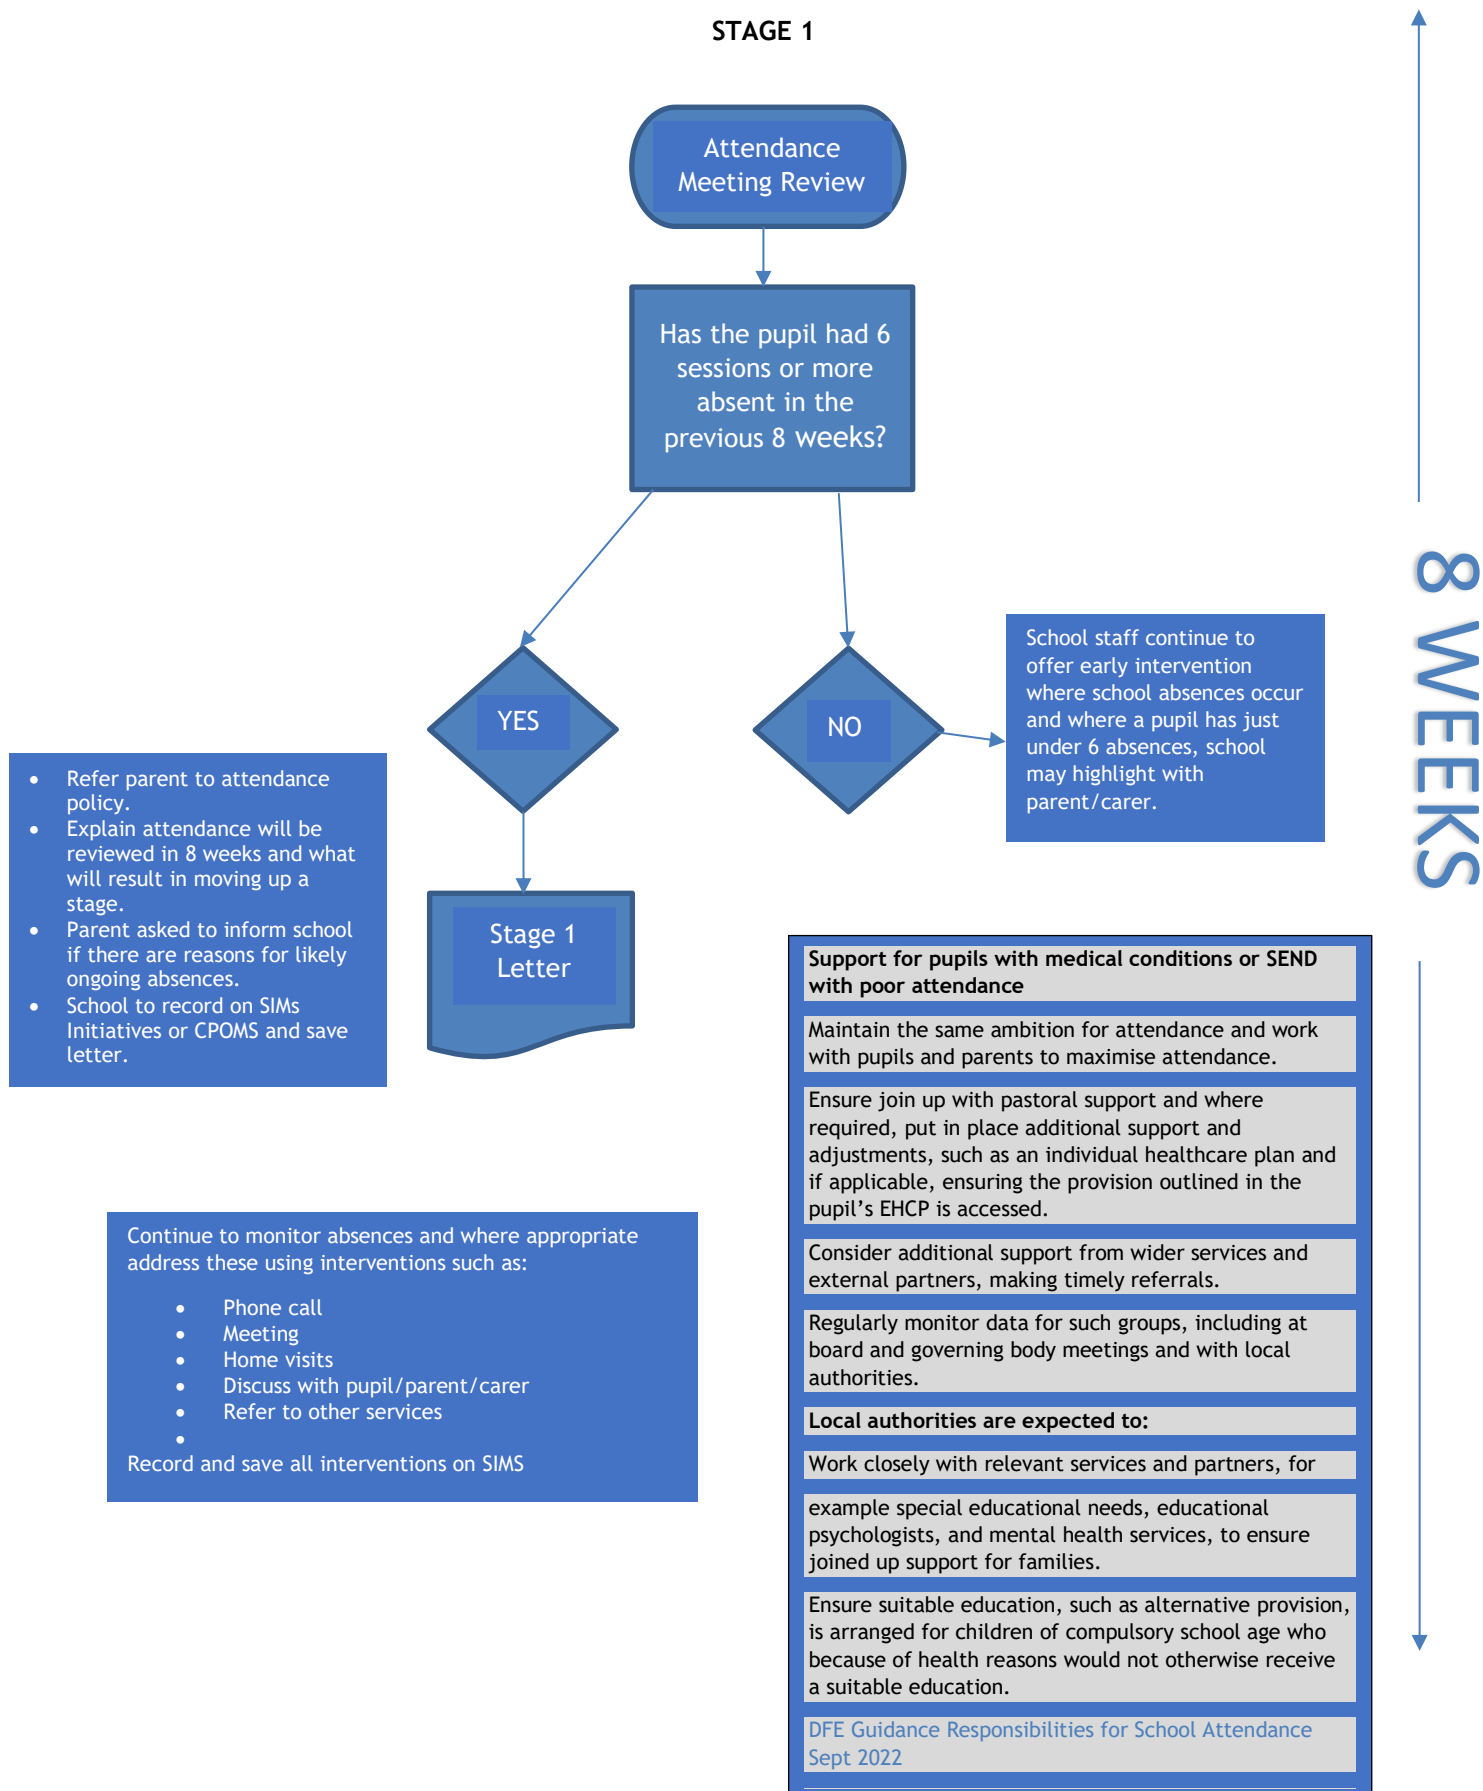 STAGE 1
Attendance
Meeting Review
Has the pupil had 6
sessions or more
absent in the
previous 8 weeks?
8 WEEKS
School staff continue to
offer early intervention
where school absences occur
and where a pupil has just
under 6 absences, school
may highlight with
parent/carer.
YES
NO
• Refer parent to attendance
policy.
• Explain attendance will be
reviewed in 8 weeks and what
will result in moving up a
stage.
• Parent asked to inform school
if there are reasons for likely
ongoing absences.
• School to record on SIMs
Initiatives or CPOMS and save
letter.
Stage 1
Letter
Support for pupils with medical conditions or SEND
with poor attendance
Maintain the same ambition for attendance and work
with pupils and parents to maximise attendance.
Ensure join up with pastoral support and where
required, put in place additional support and
adjustments, such as an individual healthcare plan and
if applicable, ensuring the provision outlined in the
pupil’s EHCP is accessed.
Consider additional support from wider services and
external partners, making timely referrals.
Regularly monitor data for such groups, including at
board and governing body meetings and with local
authorities.
Local authorities are expected to:
Work closely with relevant services and partners, for
example special educational needs, educational
psychologists, and mental health services, to ensure
joined up support for families.
Ensure suitable education, such as alternative provision,
is arranged for children of compulsory school age who
because of health reasons would not otherwise receive
a suitable education.
DFE Guidance Responsibilities for School Attendance
Sept 2022
Continue to monitor absences and where appropriate
address these using interventions such as:
• Phone call
• Meeting
• Home visits
• Discuss with pupil/parent/carer
• Refer to other services
•
Record and save all interventions on SIMS